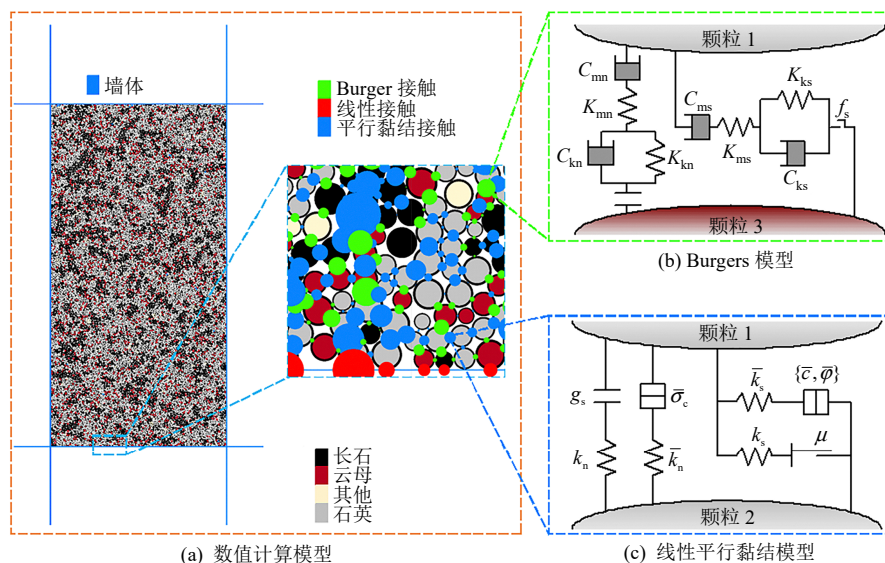 墙体
Burger 接触
线性接触
平行黏结接触
长石
云母
其他
石英
(a) 数值计算模型
颗粒 1
C_mn
K_mn
C_kn
K_kn
C_ms
K_ms
K_ks
C_ks
f_s
颗粒 3
(b) Burgers 模型
颗粒 1
g_s
k_n
σ̅_c
k̅_n
k̅_s
{c̅, φ̅}
k_s
μ
颗粒 2
(c) 线性平行黏结模型